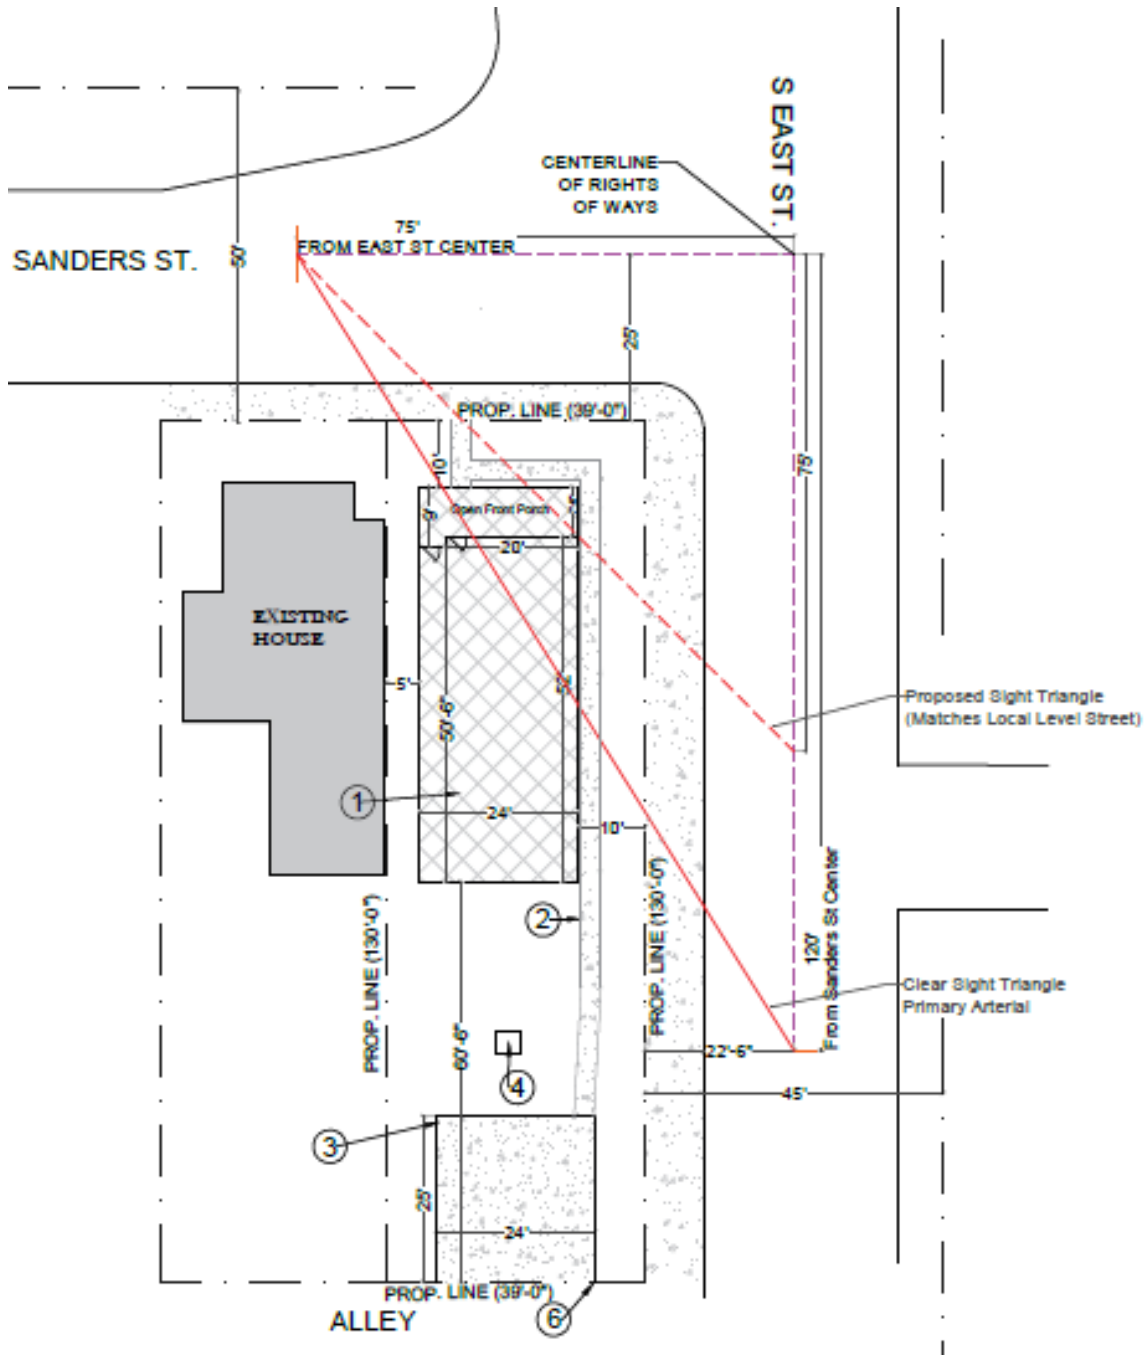 S EAST ST.
CENTERLINE
OF RIGHTS
OF WAYS
75'
FROM EAST ST CENTER
SANDERS ST.
50'
25'
PROP. LINE (39'-0")
75'
10'
Open Front Porch
9'
20'
EXISTING
HOUSE
5'
52'
50'-6"
Proposed Sight Triangle
(Matches Local Level Street)
1
24'
10'
PROP. LINE (130'-0")
PROP. LINE (130'-0")
2
120'
From Sanders St Center
Clear Sight Triangle
Primary Arterial
60'-6"
22'-6"
4
45'
3
25'
24'
PROP. LINE (39'-0")
ALLEY
6